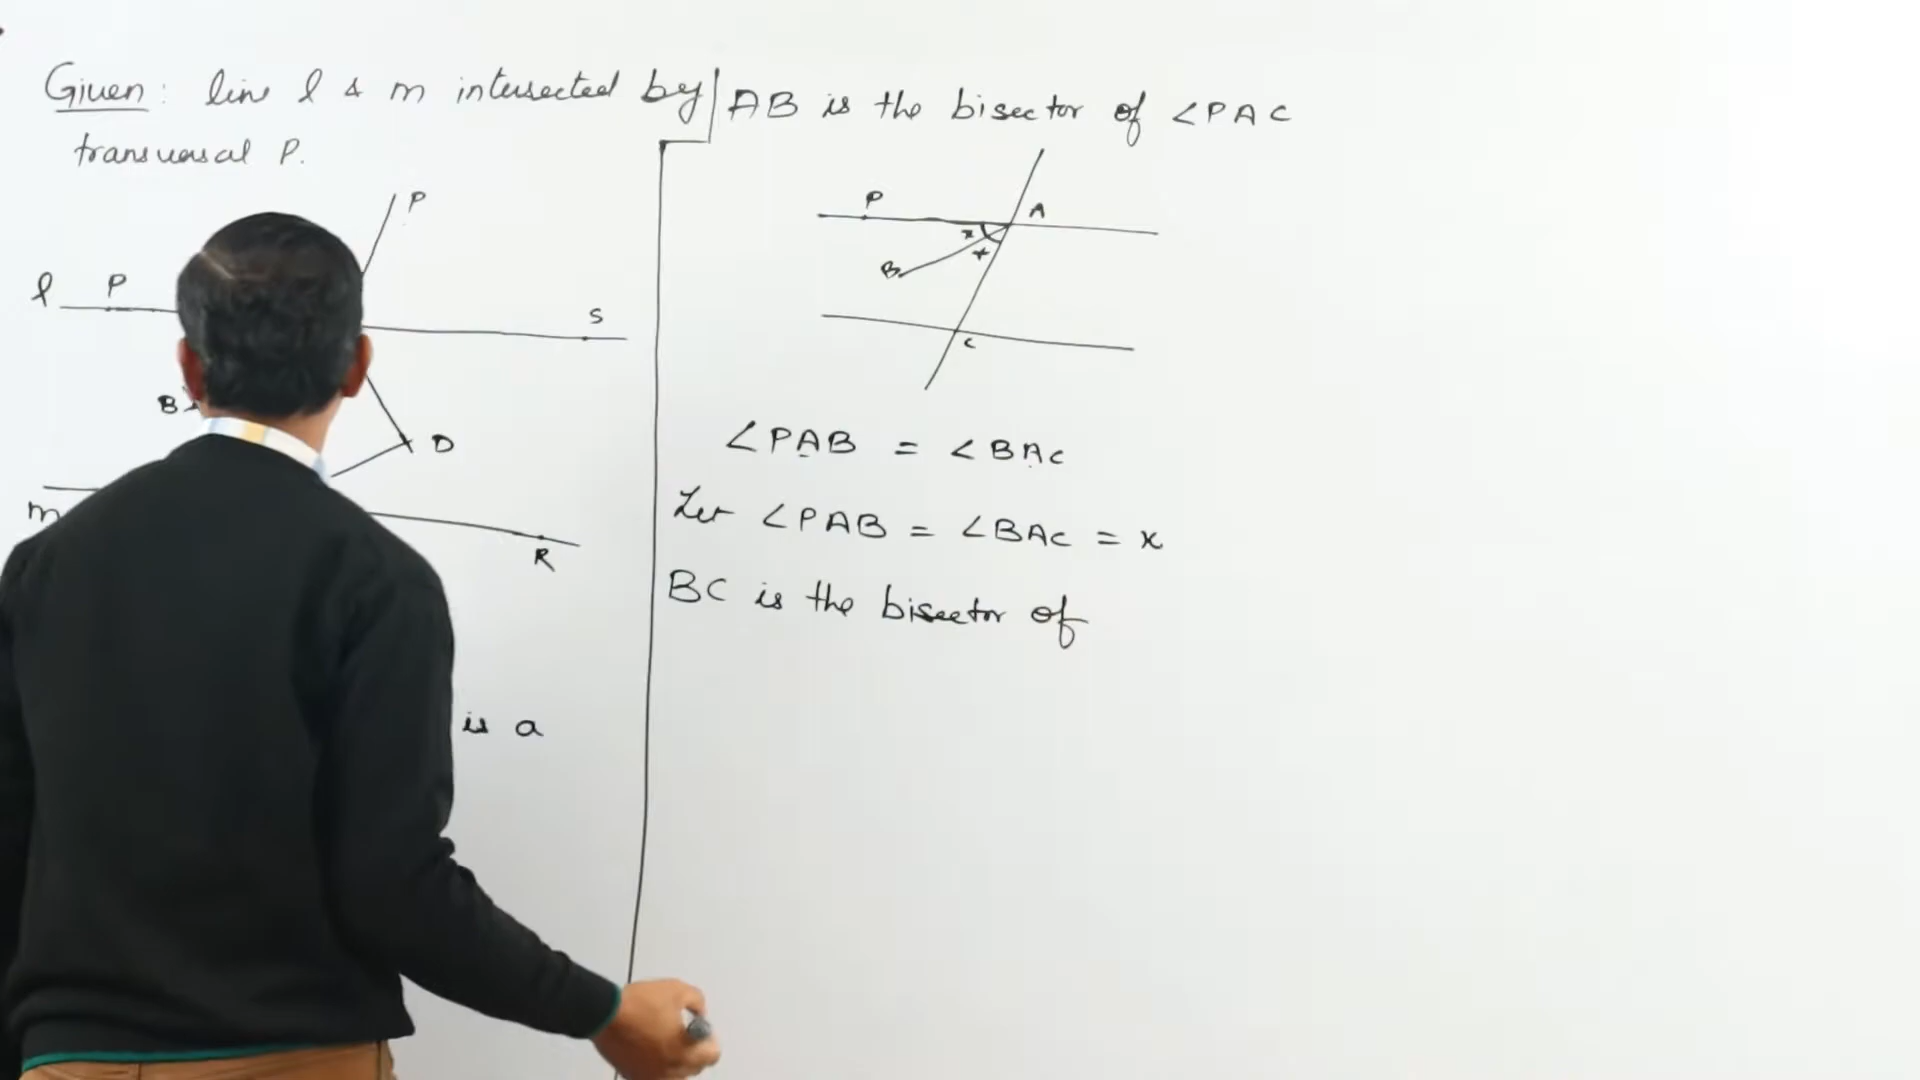 Given: line l & m intersected by
transversal P.
P
l P
S
B
D
m
R
is a
AB is the bisector of ∠PAC
P A
x
x
B
C
∠PAB = ∠BAC
Let ∠PAB = ∠BAC = x
BC is the bisector of